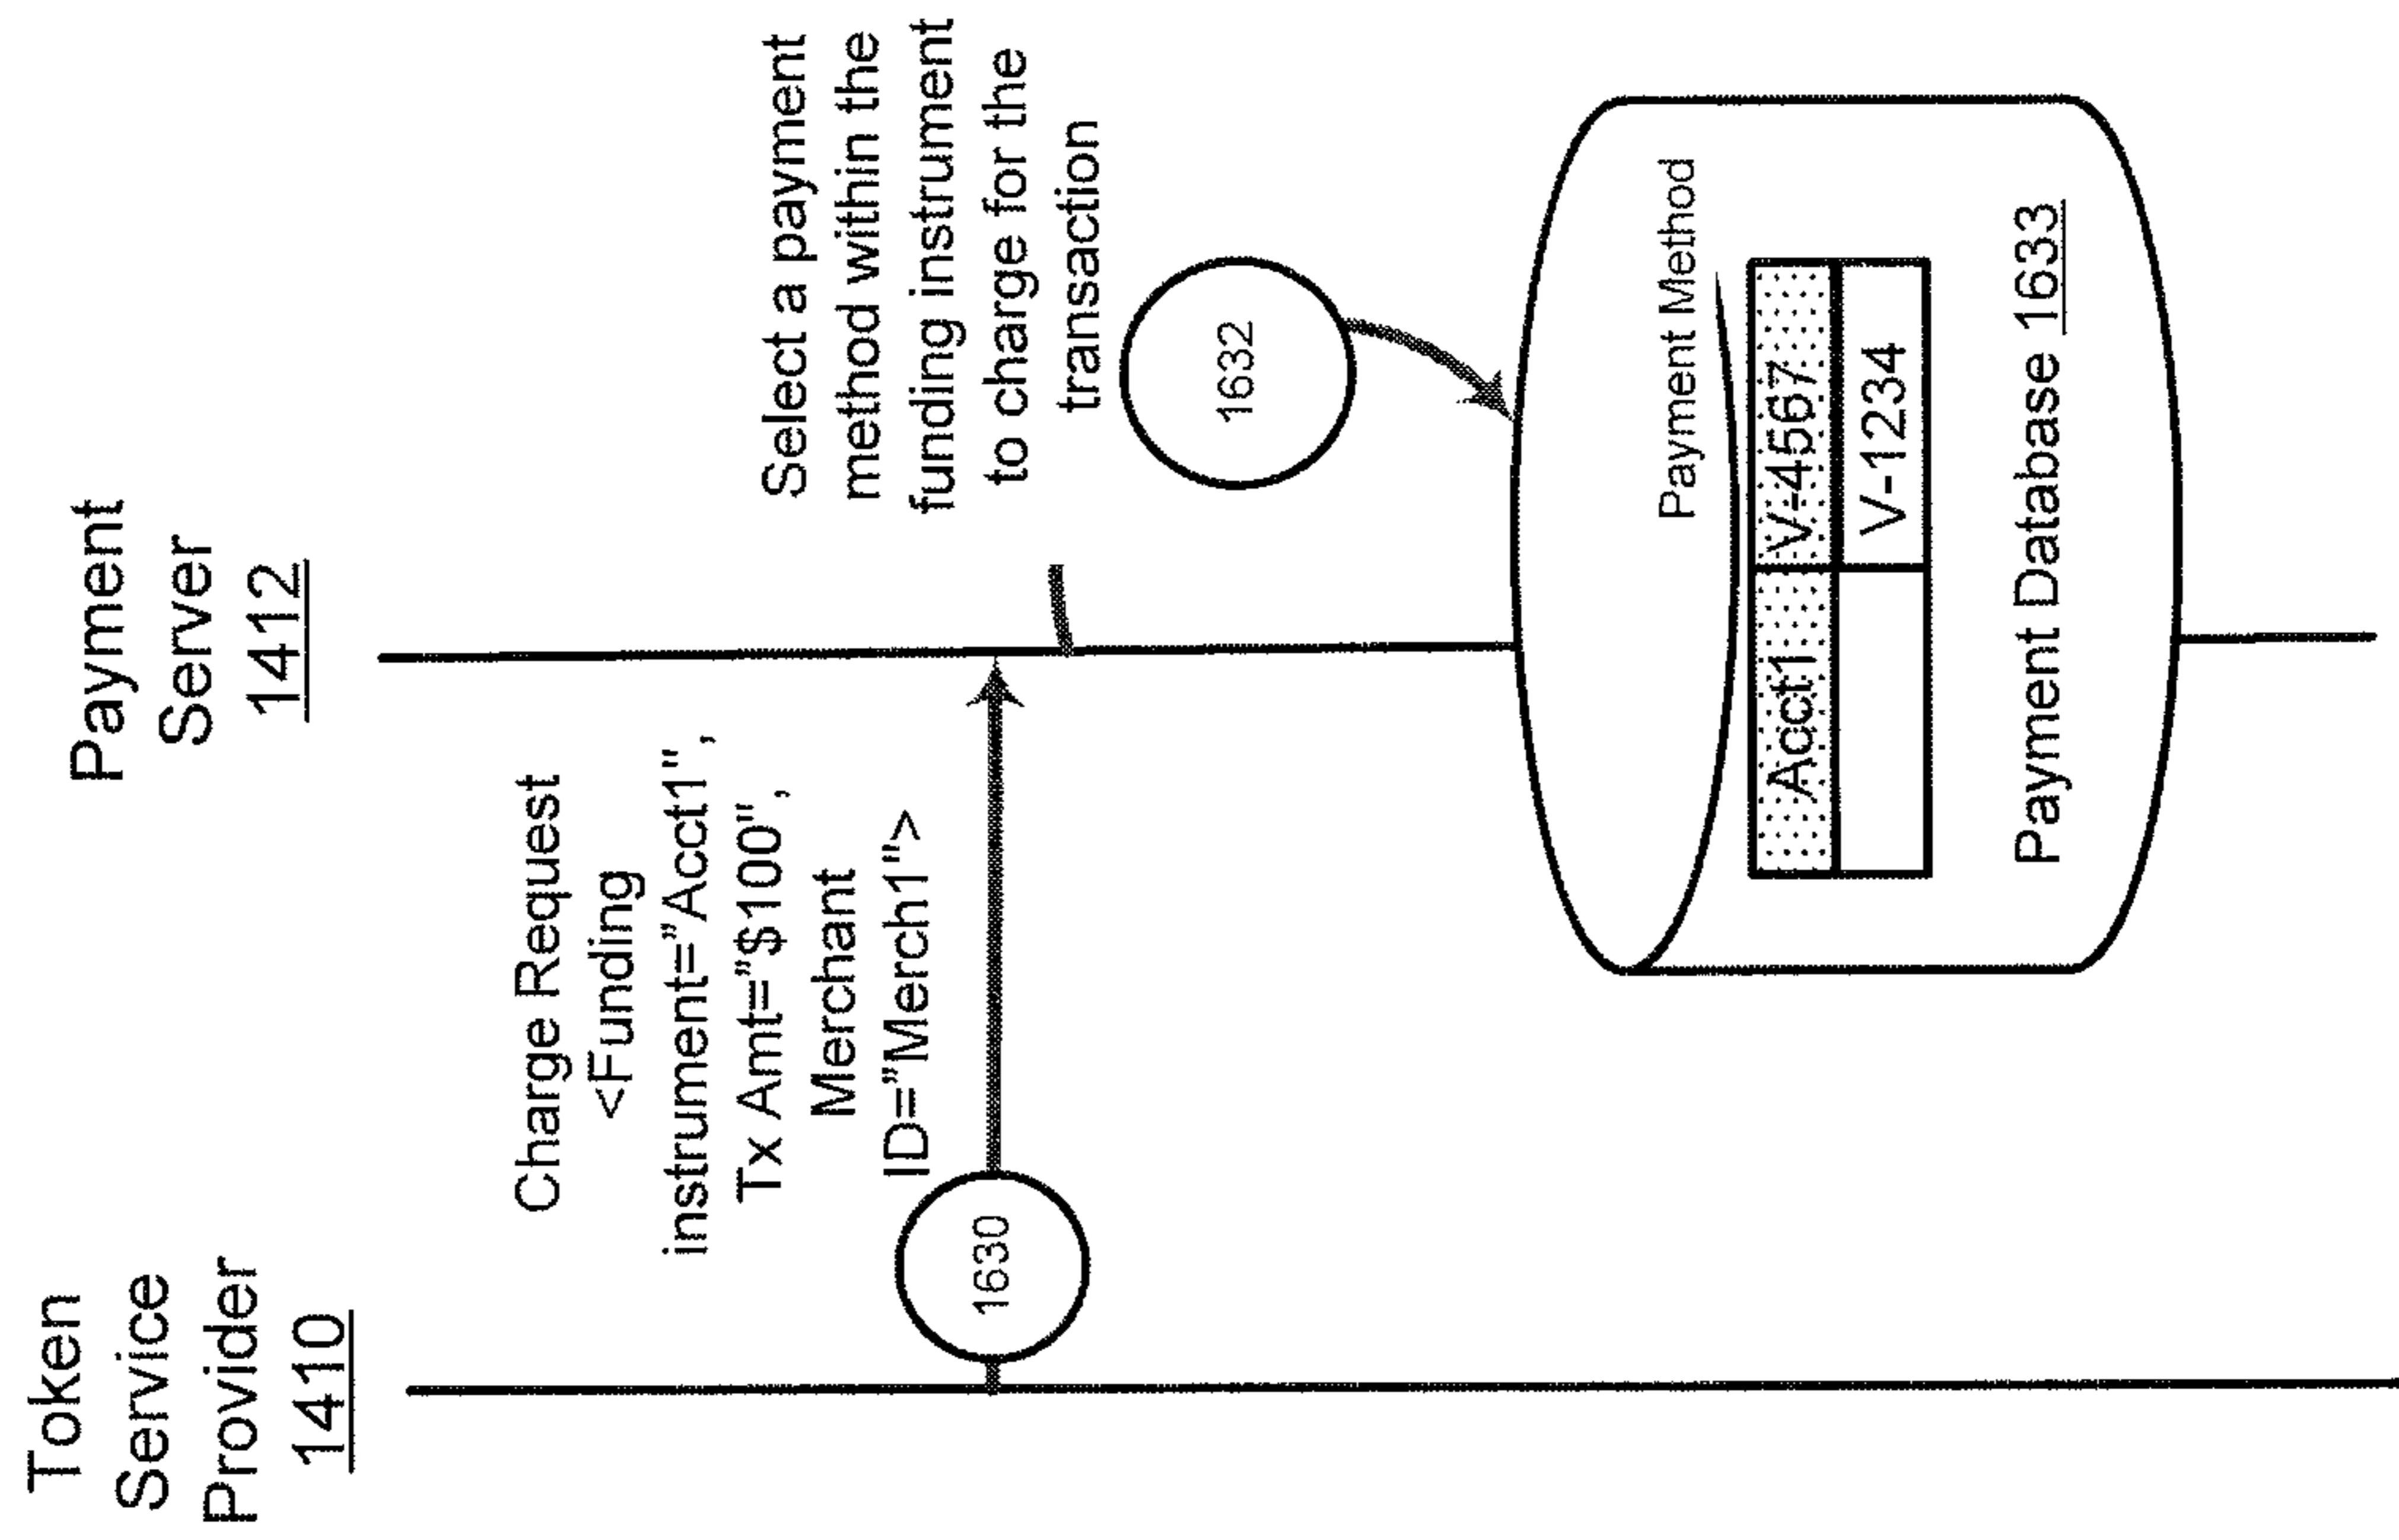 Token
Service
Provider
1410
Payment
Server
1412
Charge Request
<Funding
instrument=”Acct1",
Tx Amt=”$100",
Merchant
ID=”Merch1">
1630
Select a payment
method within the
funding instrument
to charge for the
transaction
1632
Payment Method
Acct1 V-4567
V-1234
Payment Database 1633